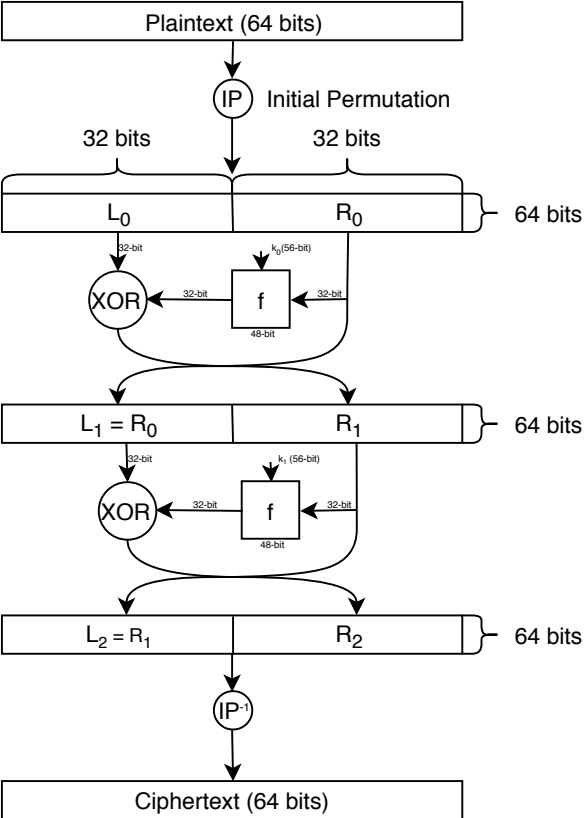 Plaintext (64 bits)
IP Initial Permutation
32 bits 32 bits
L₀ R₀ 64 bits
32-bit k₀(56-bit)
XOR 32-bit f 32-bit
48-bit
L₁ = R₀ R₁ 64 bits
32-bit k₁ (56-bit)
XOR 32-bit f 32-bit
48-bit
L₂ = R₁ R₂ 64 bits
IP⁻¹
Ciphertext (64 bits)